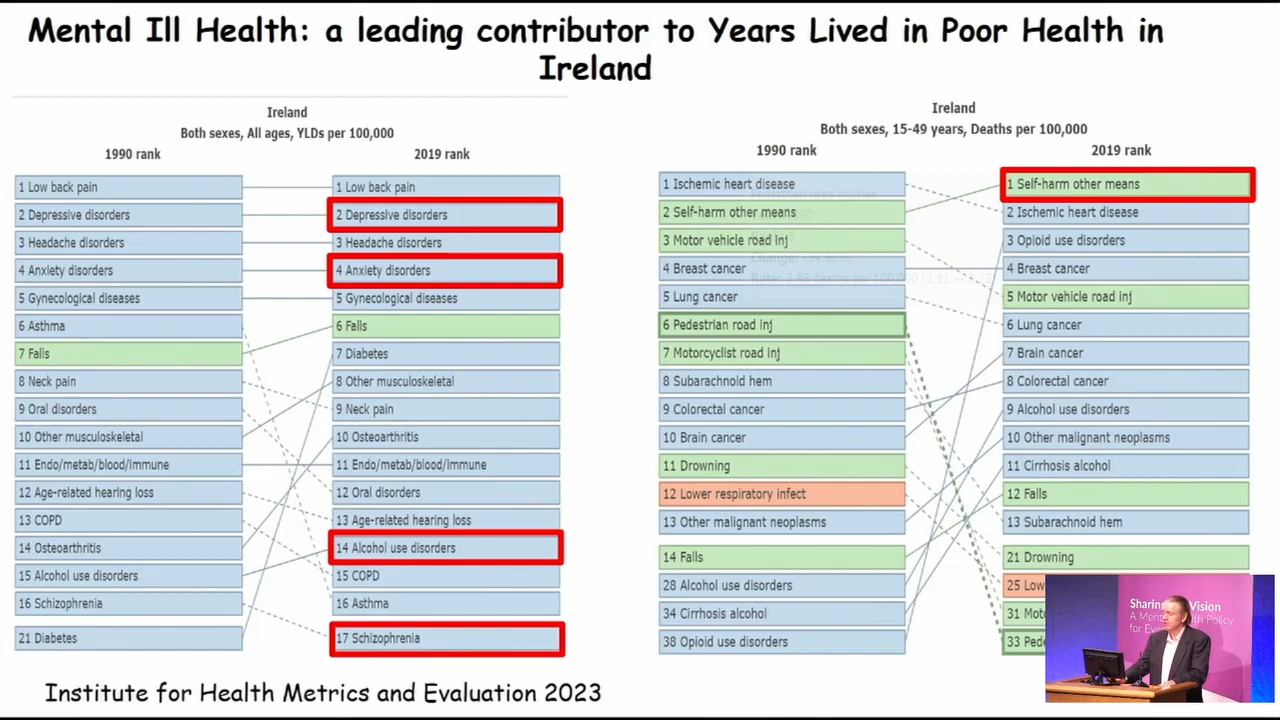 Mental Ill Health: a leading contributor to Years Lived in Poor Health in
Ireland
Ireland
Both sexes, All ages, YLDs per 100,000
1990 rank
2019 rank
1 Low back pain
1 Low back pain
2 Depressive disorders
2 Depressive disorders
3 Headache disorders
3 Headache disorders
4 Anxiety disorders
4 Anxiety disorders
5 Gynecological diseases
5 Gynecological diseases
6 Asthma
6 Falls
7 Falls
7 Diabetes
8 Neck pain
8 Other musculoskeletal
9 Oral disorders
9 Neck pain
10 Other musculoskeletal
10 Osteoarthritis
11 Endo/metab/blood/immune
11 Endo/metab/blood/immune
12 Age-related hearing loss
12 Oral disorders
13 COPD
13 Age-related hearing loss
14 Osteoarthritis
14 Alcohol use disorders
15 Alcohol use disorders
15 COPD
16 Schizophrenia
16 Asthma
21 Diabetes
17 Schizophrenia
Ireland
Both sexes, 15-49 years, Deaths per 100,000
1990 rank
2019 rank
1 Ischemic heart disease
1 Self-harm other means
2 Self-harm other means
2 Ischemic heart disease
3 Motor vehicle road inj
3 Opioid use disorders
4 Breast cancer
4 Breast cancer
5 Lung cancer
5 Motor vehicle road inj
6 Pedestrian road inj
6 Lung cancer
7 Motorcyclist road inj
7 Brain cancer
8 Subarachnoid hem
8 Colorectal cancer
9 Colorectal cancer
9 Alcohol use disorders
10 Brain cancer
10 Other malignant neoplasms
11 Drowning
11 Cirrhosis alcohol
12 Lower respiratory infect
12 Falls
13 Other malignant neoplasms
13 Subarachnoid hem
14 Falls
21 Drowning
28 Alcohol use disorders
25 Low
34 Cirrhosis alcohol
31 Moto
38 Opioid use disorders
33 Pede
Institute for Health Metrics and Evaluation 2023
Sharing Vision
A Mental Policy
for Eve